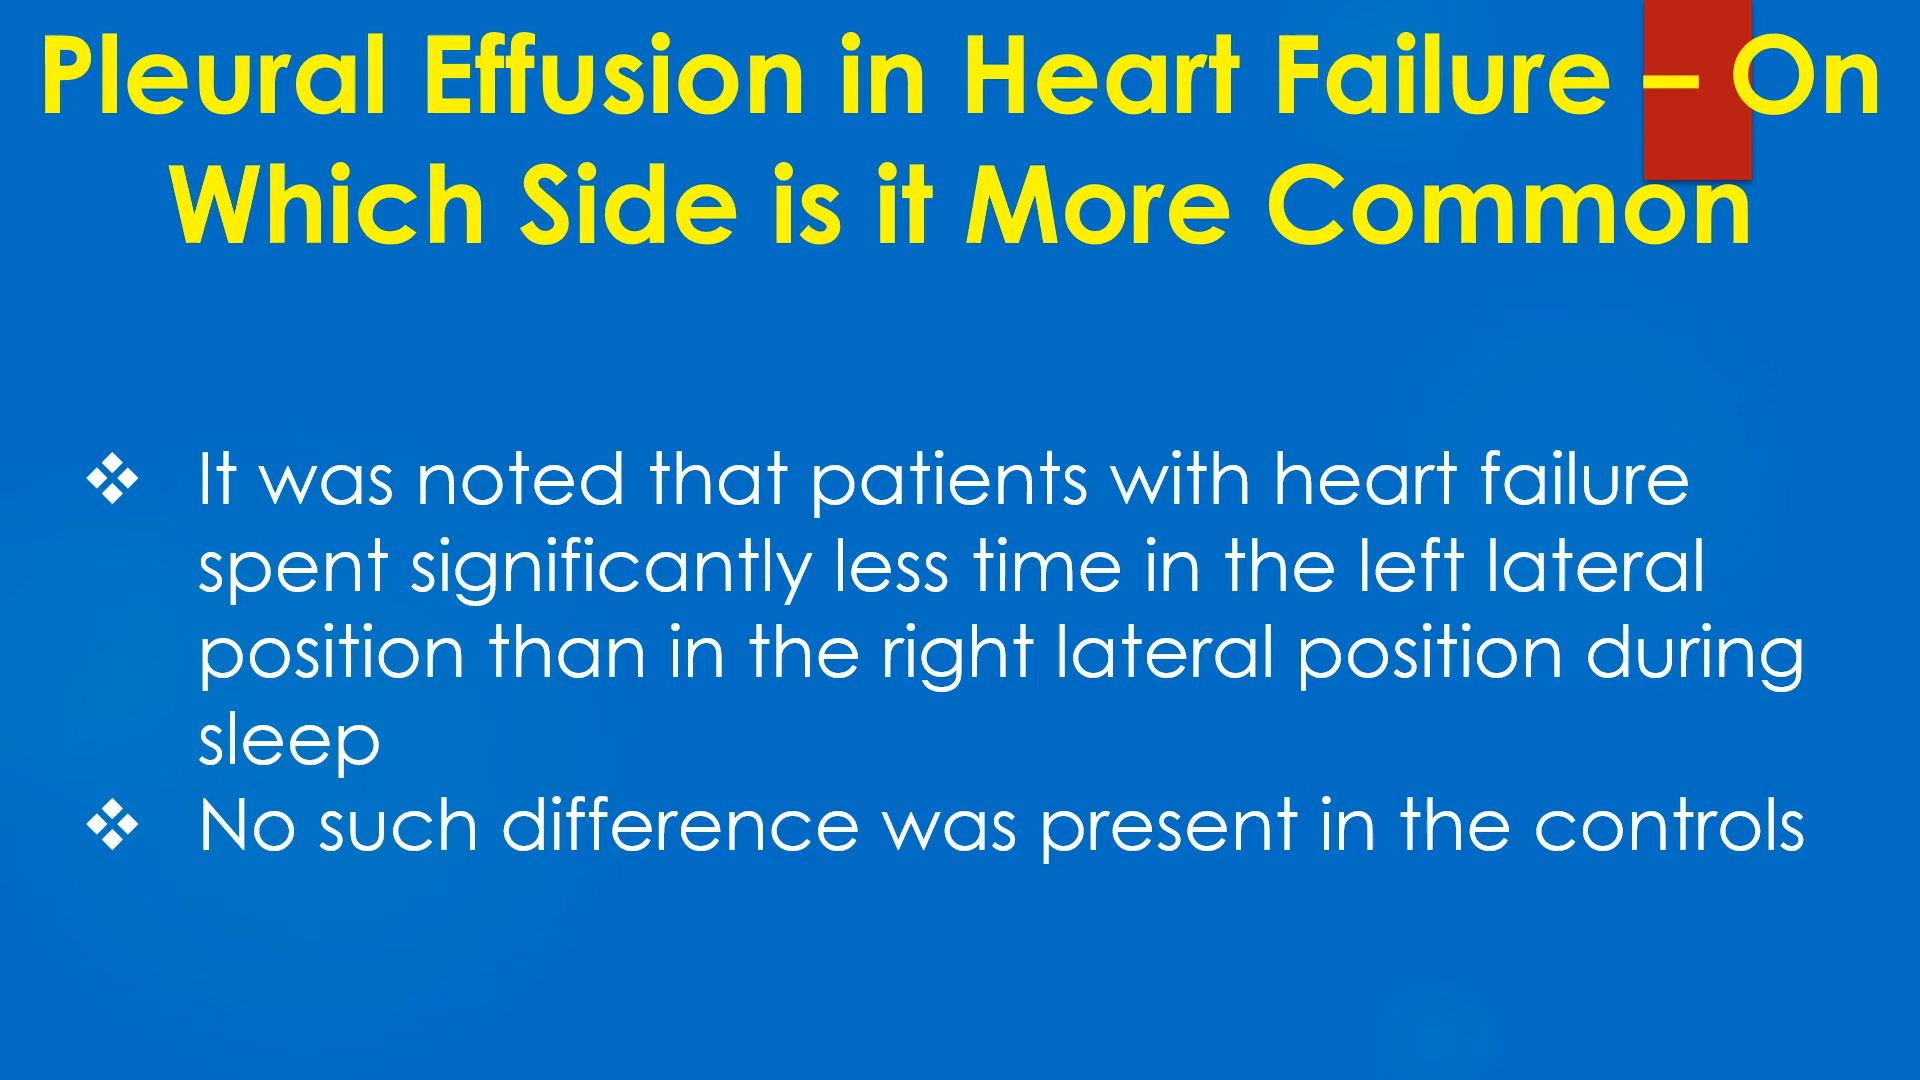 Pleural Effusion in Heart Failure – On
Which Side is it More Common
❖ It was noted that patients with heart failure
spent significantly less time in the left lateral
position than in the right lateral position during
sleep
❖ No such difference was present in the controls